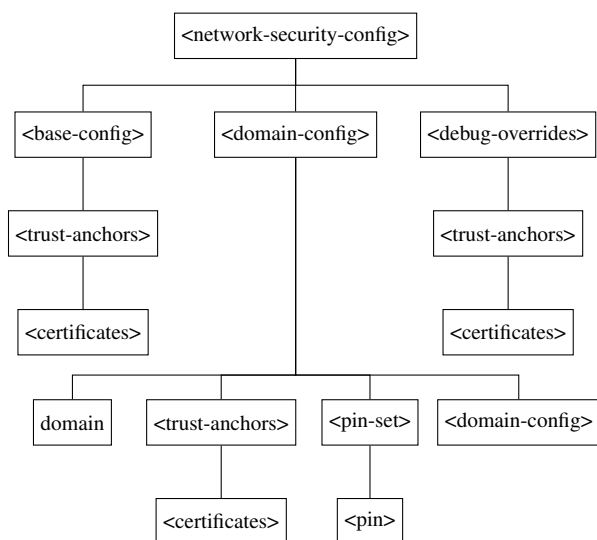 <network-security-config>
<base-config>
<domain-config>
<debug-overrides>
<trust-anchors>
<trust-anchors>
<certificates>
<certificates>
domain
<trust-anchors>
<pin-set>
<domain-config>
<certificates>
<pin>